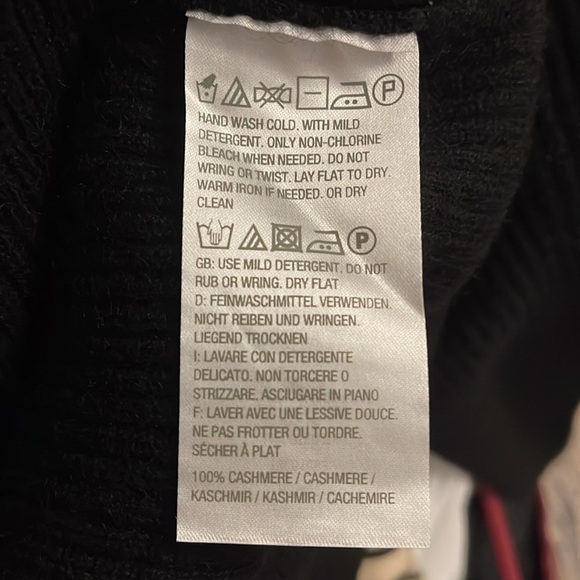 P
HAND WASH COLD. WITH MILD
DETERGENT. ONLY NON-CHLORINE
BLEACH WHEN NEEDED. DO NOT
WRING OR TWIST. LAY FLAT TO DRY.
WARM IRON IF NEEDED. OR DRY
CLEAN
P
GB: USE MILD DETERGENT. DO NOT
RUB OR WRING. DRY FLAT
D: FEINWASCHMITTEL VERWENDEN.
NICHT REIBEN UND WRINGEN.
LIEGEND TROCKNEN
I: LAVARE CON DETERGENTE
DELICATO. NON TORCERE O
STRIZZARE. ASCIUGARE IN PIANO
F: LAVER AVEC UNE LESSIVE DOUCE.
NE PAS FROTTER OU TORDRE.
SÉCHER À PLAT
100% CASHMERE / CASHMERE /
KASCHMIR / KASHMIR / CACHEMIRE